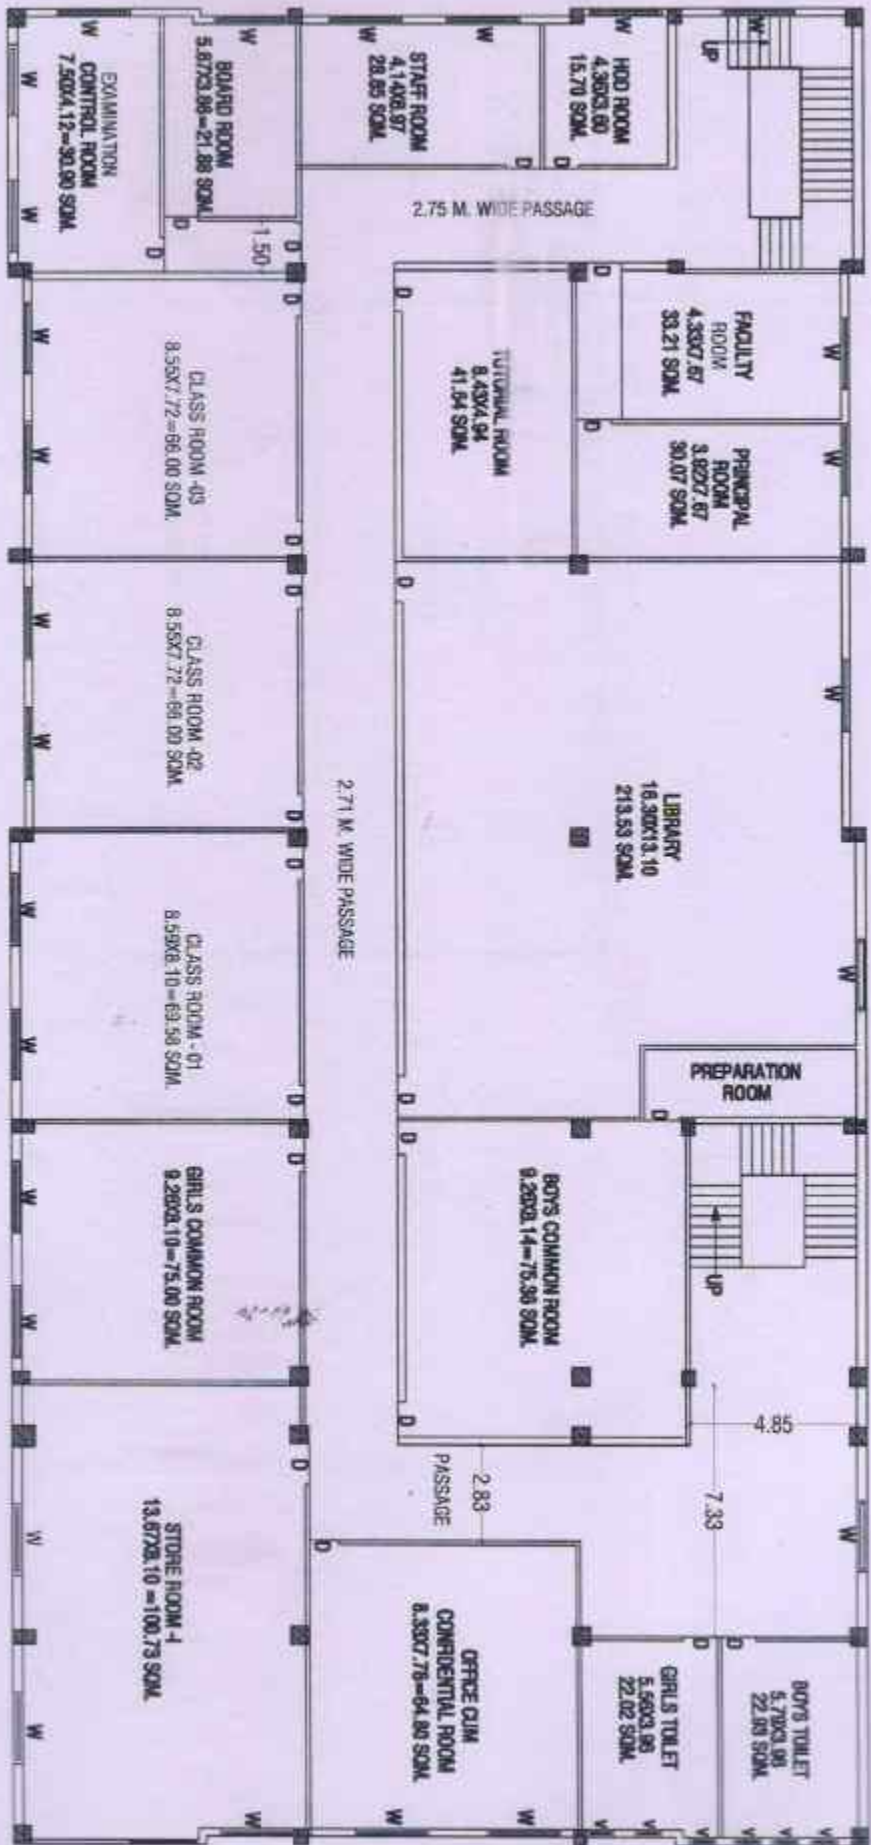 UP
W
HOD ROOM
4.36X3.60
15.70 SQM.
W
D
STAFF ROOM
4.14X6.97
28.85 SQM.
W
W
D
BOARD ROOM
5.67X3.86=21.88 SQM.
W
D
EXAMINATION
CONTROL ROOM
7.50X4.12=30.90 SQM.
W
W
W
D
2.75 M. WIDE PASSAGE
1.50
D
FACULTY
ROOM
4.33X7.67
33.21 SQM.
W
D
PRINCIPAL
ROOM
3.92X7.67
30.07 SQM.
W
D
TUTORIAL ROOM
8.43X4.94
41.64 SQM.
D
CLASS ROOM -03
8.55X7.72=66.00 SQM.
D
D
W
W
CLASS ROOM -02
8.55X7.72=66.00 SQM.
D
D
W
W
LIBRARY
16.30X13.10
213.53 SQM.
W
W
D
D
2.71 M. WIDE PASSAGE
CLASS ROOM - 01
8.59X8.10=69.58 SQM.
D
D
W
W
PREPARATION
ROOM
D
UP
BOYS COMMON ROOM
9.26X8.14=75.38 SQM.
D
D
GIRLS COMMON ROOM
9.26X8.10=75.00 SQM.
D
W
W
4.85
7.33
2.83
PASSAGE
W
STORE ROOM -I
13.67X8.10 =100.73 SQM.
D
W
W
W
OFFICE CUM
CONFIDENTIAL ROOM
8.33X7.78=64.80 SQM.
D
W
W
GIRLS TOILET
5.56X3.96
22.02 SQM.
D
V
V
BOYS TOILET
5.79X3.96
22.93 SQM.
D
V
V